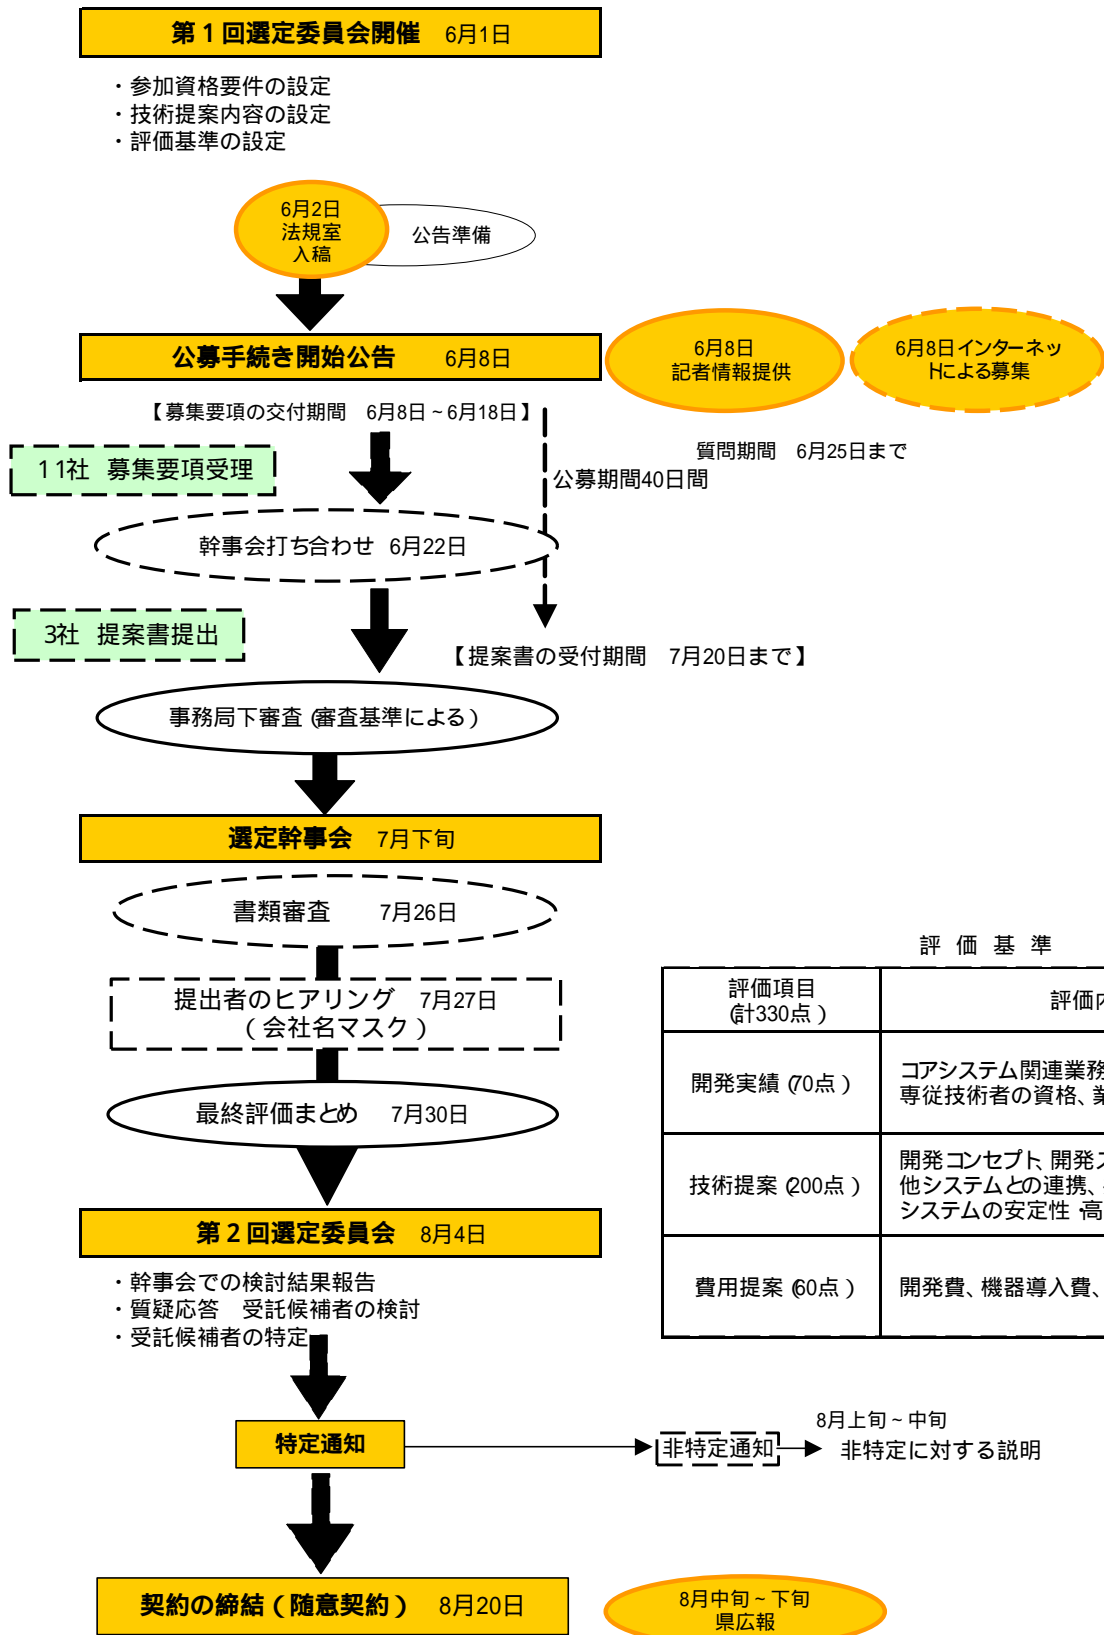 第1回選定委員会開催 6月1日
・参加資格要件の設定
・技術提案内容の設定
・評価基準の設定
6月2日
法規室
入稿
公告準備
公募手続き開始公告 6月8日
6月8日
記者情報提供
6月8日インターネッ
トによる募集
【募集要項の交付期間 6月8日~6月18日】
質問期間 6月25日まで
11社 募集要項受理
公募期間40日間
幹事会打ち合わせ 6月22日
3社 提案書提出
【提案書の受付期間 7月20日まで】
事務局下審査(審査基準による)
選定幹事会 7月下旬
書類審査 7月26日
提出者のヒアリング 7月27日
(会社名マスク)
最終評価まとめ 7月30日
評価基準
評価項目
(計330点)
評価内
開発実績(70点)
コアシステム関連業務
専従技術者の資格、業
技術提案(200点)
開発コンセプト、開発ス
他システムとの連携、
システムの安定性・高
費用提案(60点)
開発費、機器導入費、
第2回選定委員会 8月4日
・幹事会での検討結果報告
・質疑応答 受託候補者の検討
・受託候補者の特定
特定通知
非特定通知
8月上旬~中旬
非特定に対する説明
契約の締結(随意契約) 8月20日
8月中旬~下旬
県広報